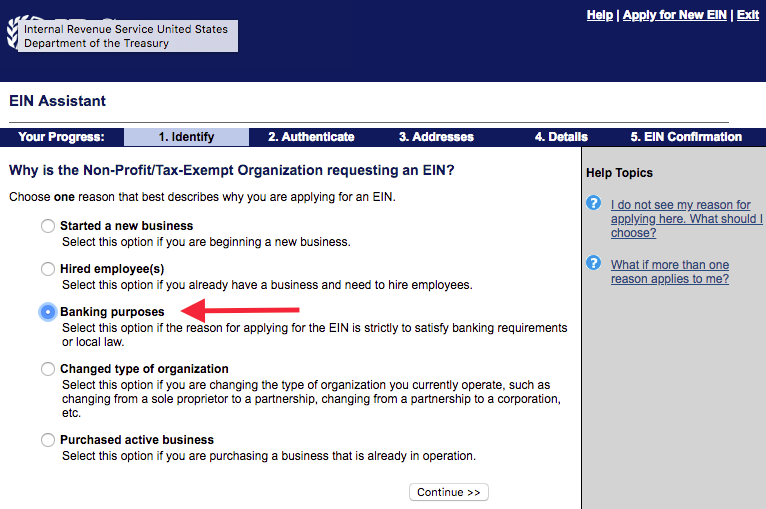 Help | Apply for New EIN | Exit
Internal Revenue Service United States
Department of the Treasury
EIN Assistant
Your Progress: 1. Identify 2. Authenticate 3. Addresses 4. Details 5. EIN Confirmation
Why is the Non-Profit/Tax-Exempt Organization requesting an EIN?
Choose one reason that best describes why you are applying for an EIN.
Started a new business
Select this option if you are beginning a new business.
Hired employee(s)
Select this option if you already have a business and need to hire employees.
Banking purposes
Select this option if the reason for applying for the EIN is strictly to satisfy banking requirements
or local law.
Changed type of organization
Select this option if you are changing the type of organization you currently operate, such as
changing from a sole proprietor to a partnership, changing from a partnership to a corporation,
etc.
Purchased active business
Select this option if you are purchasing a business that is already in operation.
Continue >>
Help Topics
? I do not see my reason for
applying here. What should I
choose?
? What if more than one
reason applies to me?